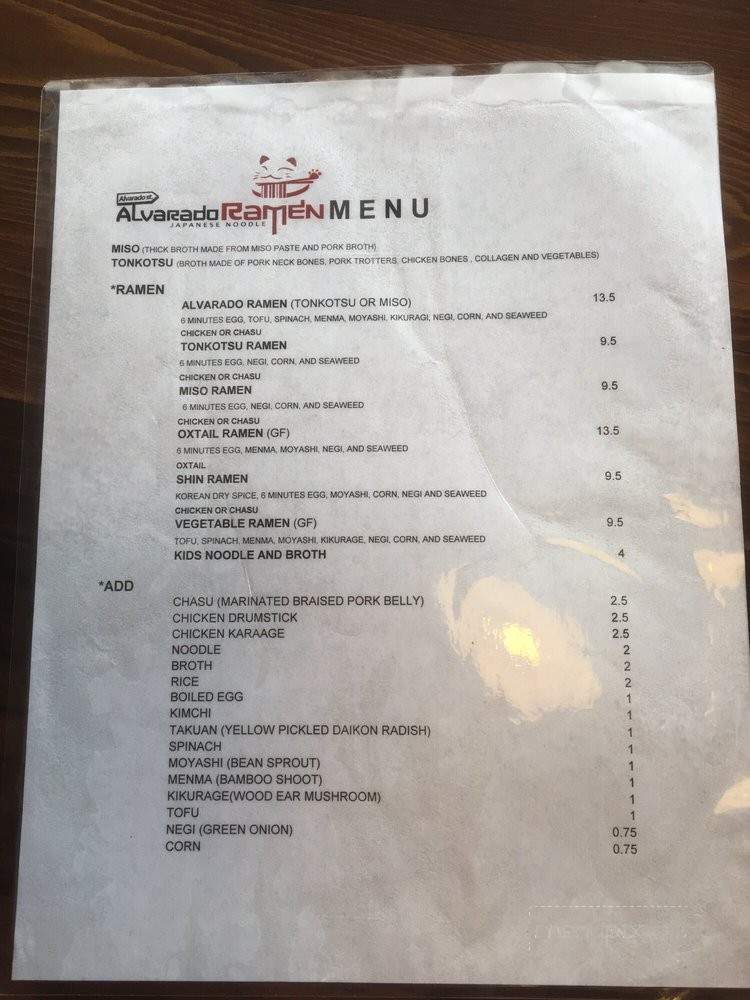 Alvarado st.
ALvarado Ramen MENU
JAPANESE NOODLE
MISO (THICK BROTH MADE FROM MISO PASTE AND PORK BROTH)
TONKOTSU (BROTH MADE OF PORK NECK BONES, PORK TROTTERS, CHICKEN BONES , COLLAGEN AND VEGETABLES)
*RAMEN
ALVARADO RAMEN (TONKOTSU OR MISO) 13.5
6 MINUTES EGG, TOFU, SPINACH, MENMA, MOYASHI, KIKURAGI, NEGI, CORN, AND SEAWEED
CHICKEN OR CHASU
TONKOTSU RAMEN 9.5
6 MINUTES EGG, NEGI, CORN, AND SEAWEED
CHICKEN OR CHASU
MISO RAMEN 9.5
6 MINUTES EGG, NEGI, CORN, AND SEAWEED
CHICKEN OR CHASU
OXTAIL RAMEN (GF) 13.5
6 MINUTES EGG, MENMA, MOYASHI, NEGI, AND SEAWEED
OXTAIL
SHIN RAMEN 9.5
KOREAN DRY SPICE, 6 MINUTES EGG, MOYASHI, CORN, NEGI AND SEAWEED
CHICKEN OR CHASU
VEGETABLE RAMEN (GF) 9.5
TOFU, SPINACH, MENMA, MOYASHI, KIKURAGE, NEGI, CORN, AND SEAWEED
KIDS NOODLE AND BROTH 4
*ADD
CHASU (MARINATED BRAISED PORK BELLY) 2.5
CHICKEN DRUMSTICK 2.5
CHICKEN KARAAGE 2.5
NOODLE 2
BROTH 2
RICE 2
BOILED EGG 1
KIMCHI 1
TAKUAN (YELLOW PICKLED DAIKON RADISH) 1
SPINACH 1
MOYASHI (BEAN SPROUT) 1
MENMA (BAMBOO SHOOT) 1
KIKURAGE(WOOD EAR MUSHROOM) 1
TOFU 1
NEGI (GREEN ONION) 0.75
CORN 0.75